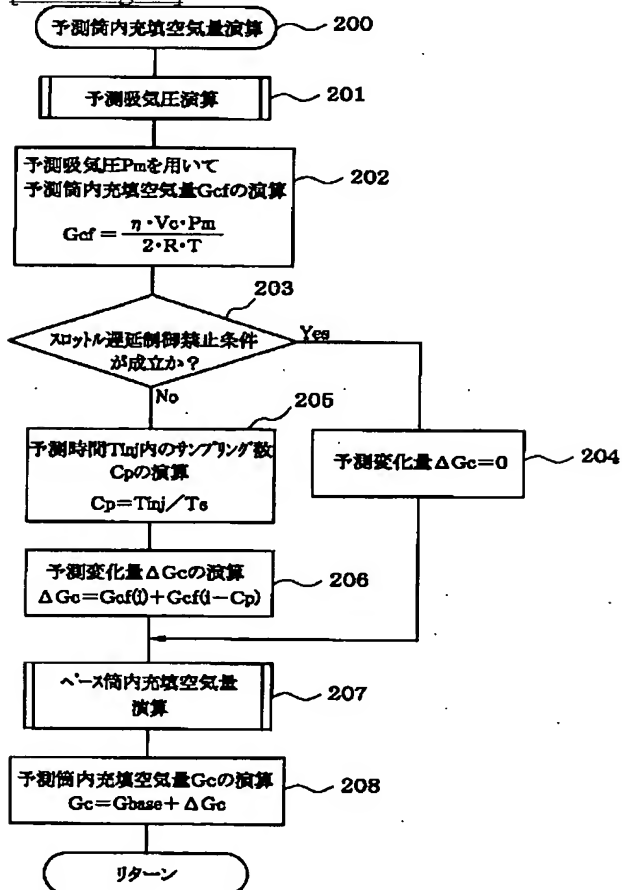 予測筒内充填空気量演算
200
予測吸気圧演算
201
予測吸気圧Pmを用いて
予測筒内充填空気量Gcfの演算
Gcf = η・Vc・Pm / 2・R・T
202
203
スロットル遅延制御禁止条件
が成立か？
Yes
No
205
予測時間Tinj内のサンプリング数
Cpの演算
Cp=Tinj/Ts
予測変化量ΔGc=0
204
予測変化量ΔGcの演算
ΔGc=Gcf(i)+Gcf(i-Cp)
206
ベース筒内充填空気量
演算
207
予測筒内充填空気量Gcの演算
Gc=Gbase+ΔGc
208
リターン